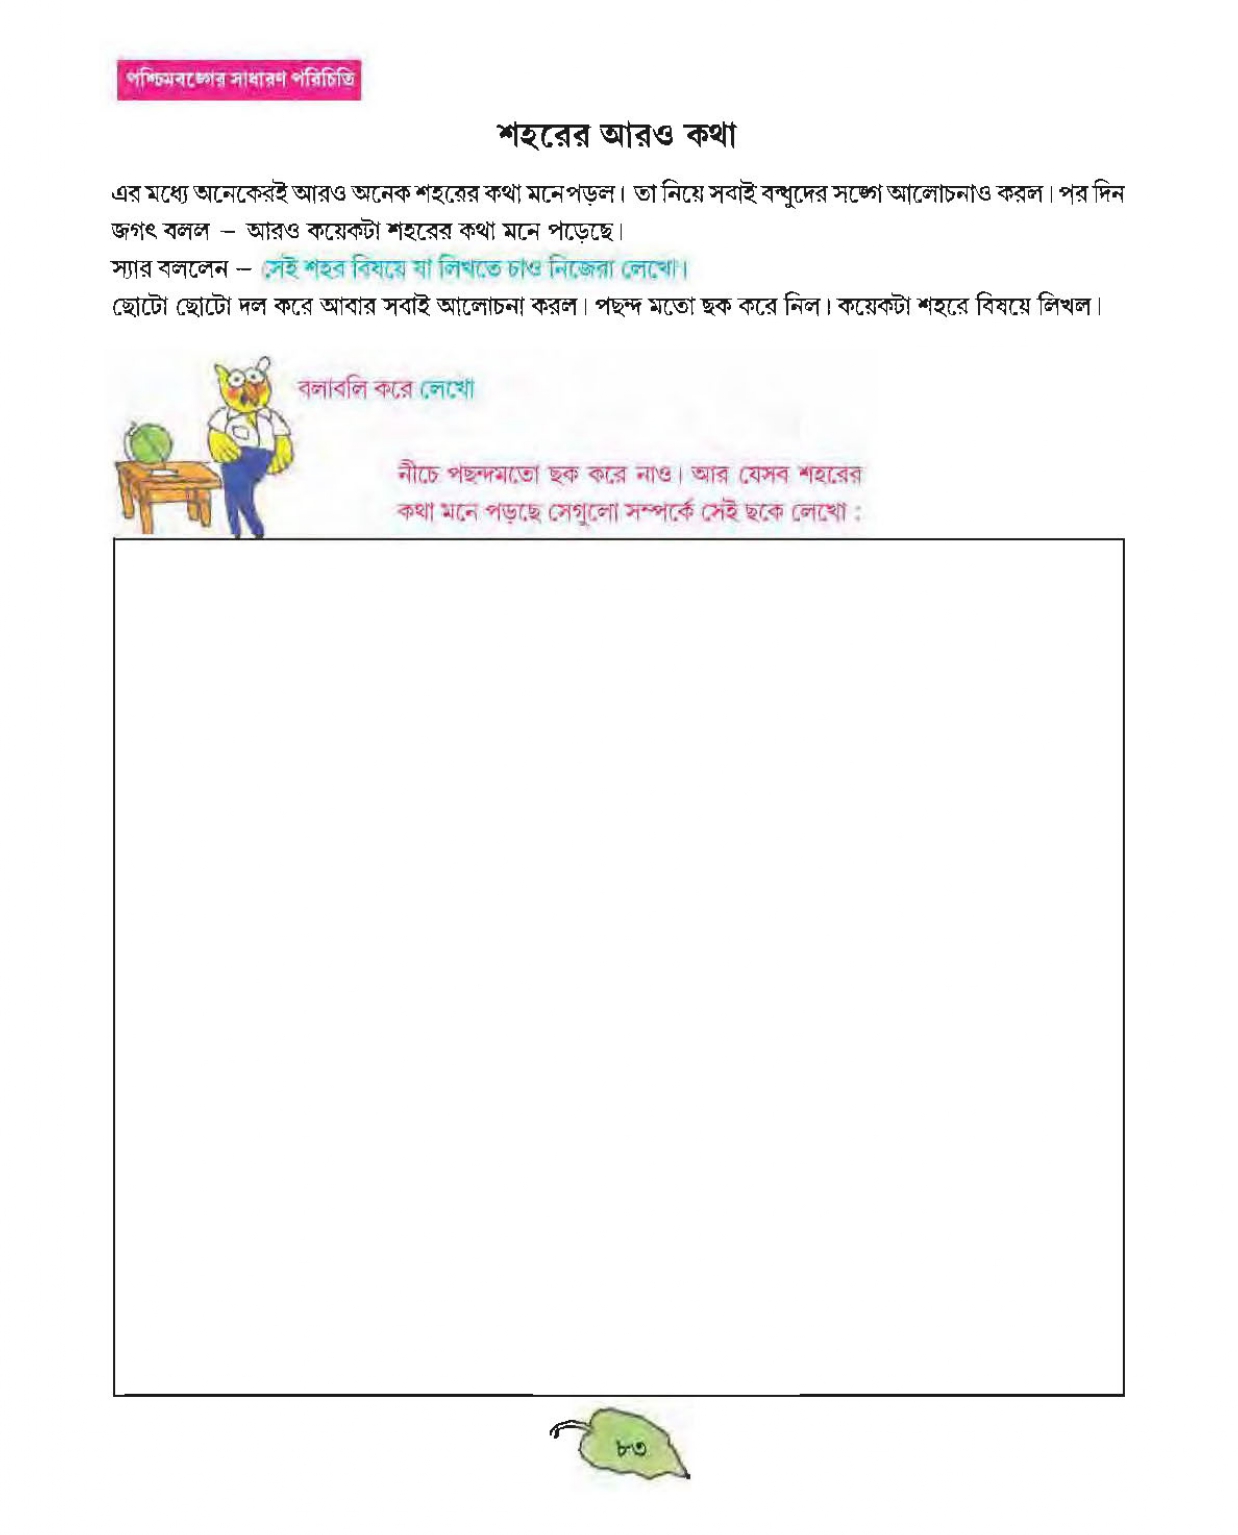 পশ্চিমবঙ্গের সাধারণ পরিচিতি
শহরের আরও কথা
এর মধ্যে অনেকেরই আরও অনেক শহরের কথা মনে পড়ল। তা নিয়ে সবাই বন্ধুদের সঙ্গে আলোচনাও করল। পর দিন
জগৎ বলল – আরও কয়েকটা শহরের কথা মনে পড়েছে।
স্যার বললেন – সেই শহর বিষয়ে যা লিখতে চাও নিজেরা লেখো।
ছোটো ছোটো দল করে আবার সবাই আলোচনা করল। পছন্দ মতো ছক করে নিল। কয়েকটা শহরে বিষয়ে লিখল।
বলাবলি করে লেখো
নীচে পছন্দমতো ছক করে নাও। আর যেসব শহরের
কথা মনে পড়ছে সেগুলো সম্পর্কে সেই ছকে লেখো :
৮৩